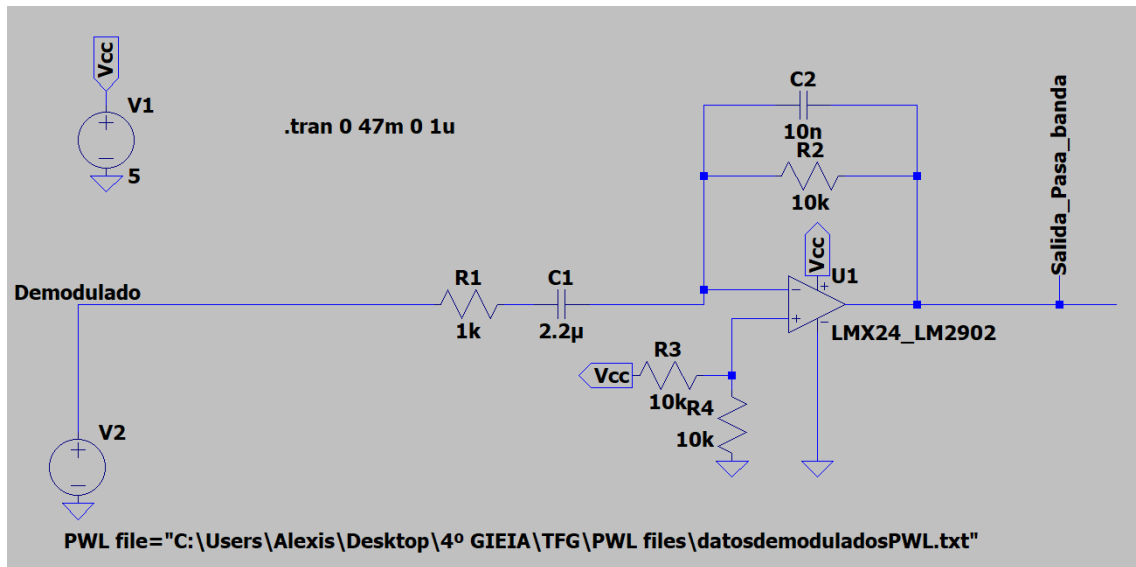 Vcc
V1
5
.tran 0 47m 0 1u
C2
10n
R2
10k
Vcc
U1
LMX24_LM2902
Salida_Pasa_banda
Demodulado
R1
1k
C1
2.2µ
Vcc
R3
10k
R4
10k
V2
PWL file="C:\Users\Alexis\Desktop\4º GIEIA\TFG\PWL files\datosdemoduladosPWL.txt"